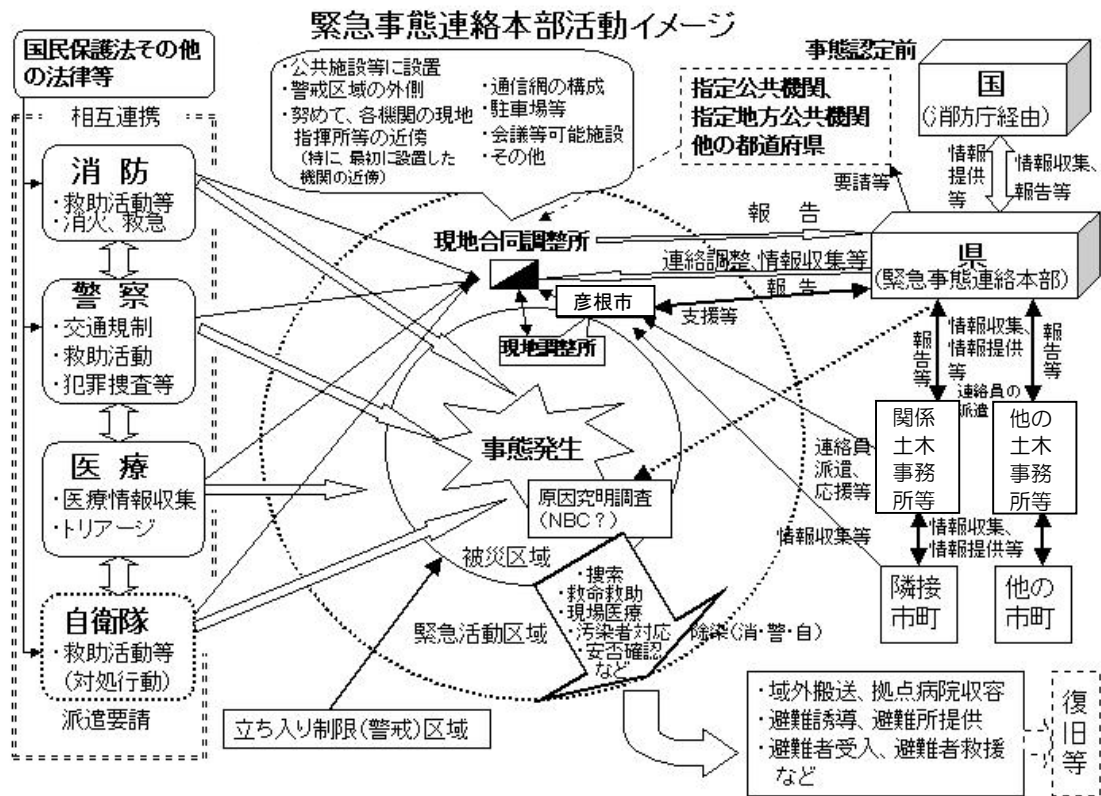 緊急事態連絡本部活動イメージ
国民保護法その他
の法律等
相互連携
消 防
・救助活動等
・消火、救急
警 察
・交通規制
・救助活動
・犯罪捜査等
医 療
・医療情報収集
・トリアージ
自衛隊
・救助活動等
(対処行動)
派遣要請
・公共施設等に設置
・警戒区域の外側
・努めて、各機関の現地
指揮所等の近傍
(特に、最初に設置した
機関の近傍)
・通信網の構成
・駐車場等
・会議等可能施設
・その他
事態認定前
国
(消防庁経由)
指定公共機関、
指定地方公共機関
他の都道府県
要請等
情報
提供
等
情報収集、
報告等
現地合同調整所
報 告
連絡調整、情報収集等
県
(緊急事態連絡本部)
彦根市
報 告
支援等
現地調整所
事態発生
原因究明調査
(NBC?)
被災区域
緊急活動区域
立ち入り制限(警戒)区域
・捜索
・救命救助
・現場医療
・汚染者対応
・安否確認
など
除染(消・警・自)
報
告
等
情報収集、
情報提供
等
報
告
等
連絡員の
派遣
関係
土木
事務
所等
他の
土木
事務
所等
連絡員
派遣、
応援等
情報収集等
情報収集、
情報提供等
隣接
市町
他の
市町
・域外搬送、拠点病院収容
・避難誘導、避難所提供
・避難者受入、避難者救援
など
復
旧
等